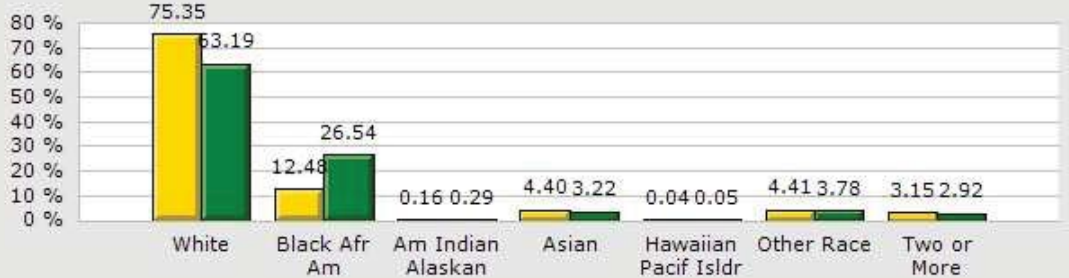 75.35
80 %
70 %
63.19
60 %
50 %
40 %
30 %
26.54
20 %
12.48
10 %
0.16 0.29
4.40 3.22
0.04 0.05
4.41 3.78
3.15 2.92
0 %
White
Black Afr
Am
Am Indian
Alaskan
Asian
Hawaiian
Pacif Isldr
Other Race
Two or
More